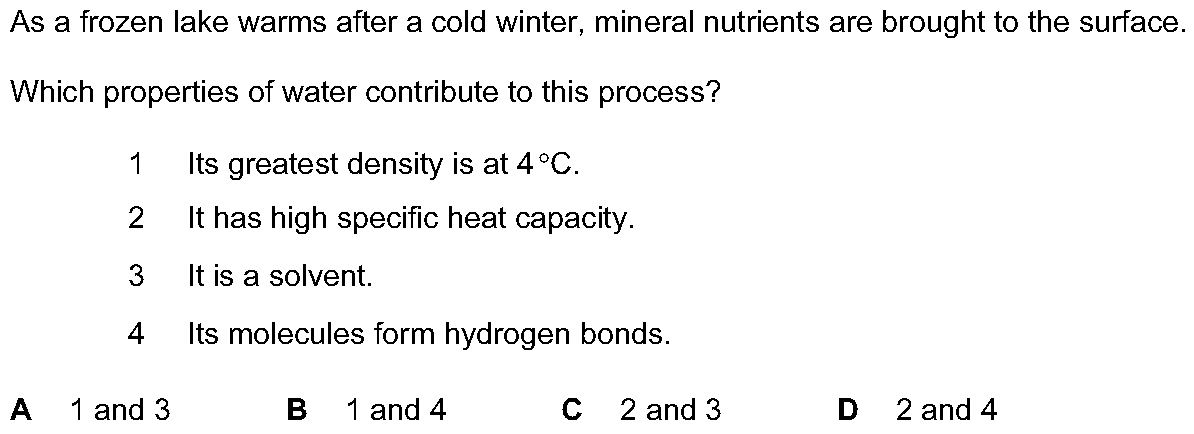 As a frozen lake warms after a cold winter, mineral nutrients are brought to the surface.
Which properties of water contribute to this process?
1 Its greatest density is at 4 °C.
2 It has high specific heat capacity.
3 It is a solvent.
4 Its molecules form hydrogen bonds.
A 1 and 3 B 1 and 4 C 2 and 3 D 2 and 4